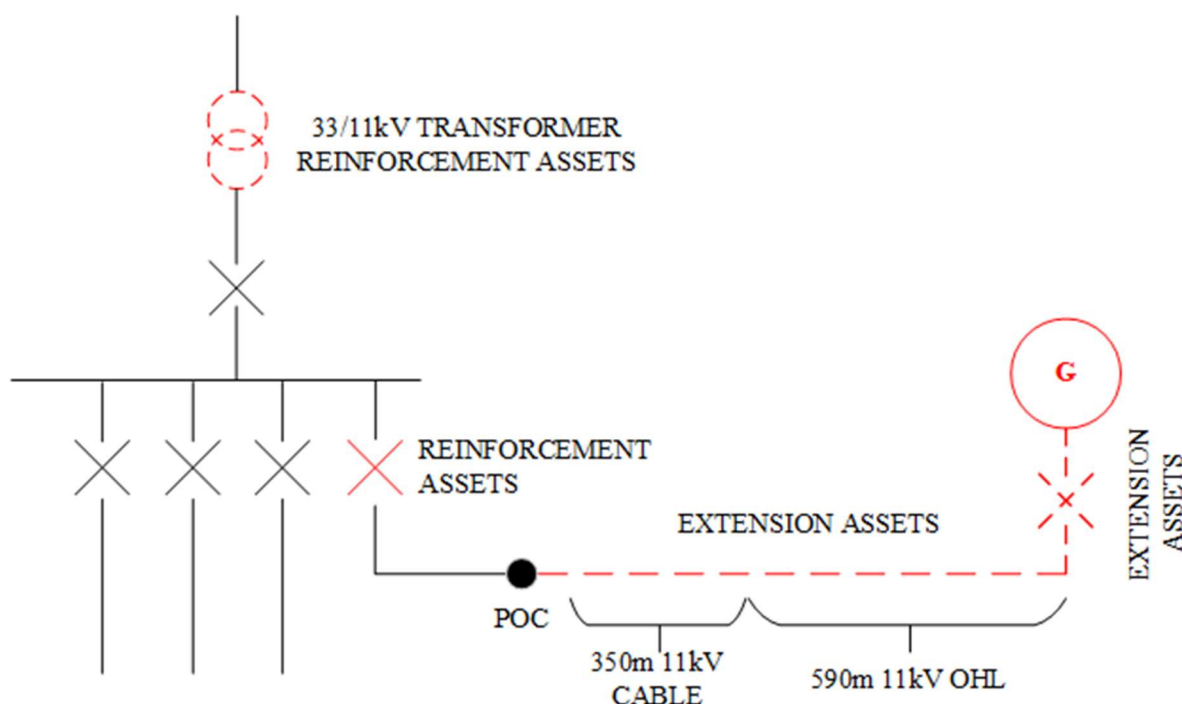 33/11kV TRANSFORMER
REINFORCEMENT ASSETS
G
REINFORCEMENT
ASSETS
EXTENSION ASSETS
EXTENSION
ASSETS
POC
350m 11kV
CABLE
590m 11kV OHL